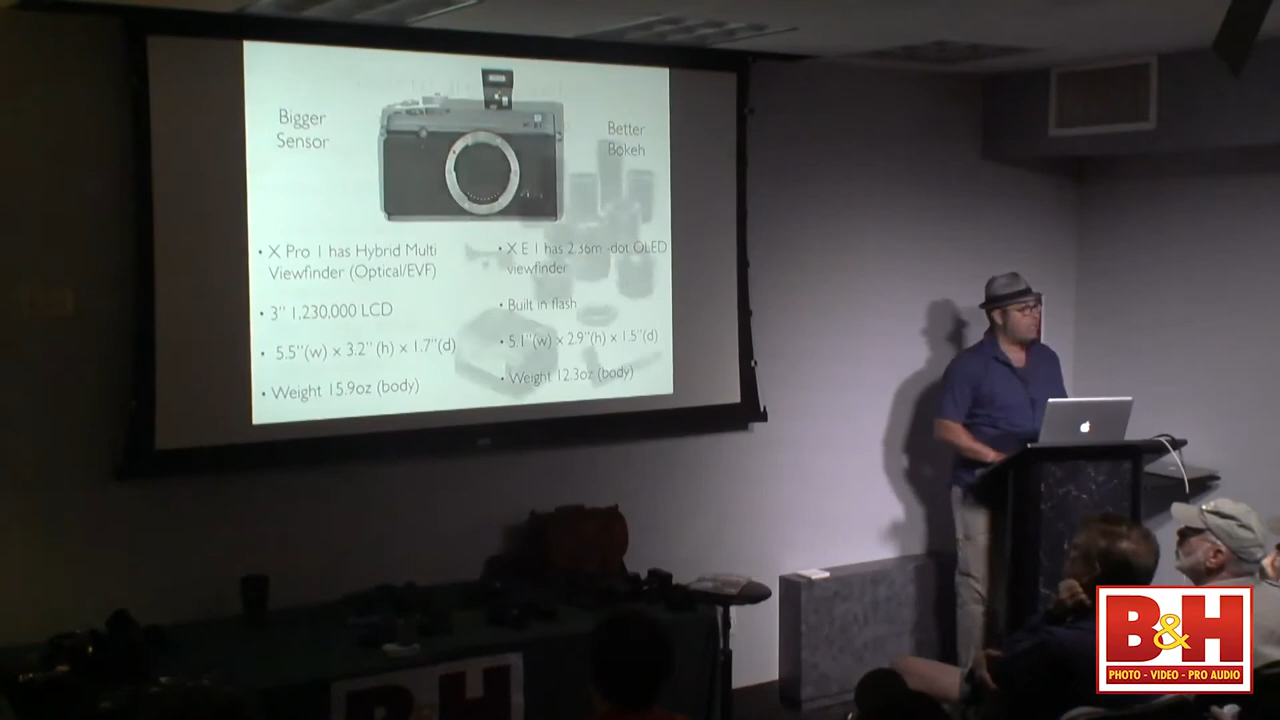 Bigger
Sensor
Better
Bokeh
X-E1
• X Pro 1 has Hybrid Multi
Viewfinder (Optical/EVF)
• 3" 1,230,000 LCD
• 5.5"(w) x 3.2" (h) x 1.7"(d)
• Weight 15.9oz (body)
• X E 1 has 2.36m -dot OLED
viewfinder
• Built in flash
• 5.1"(w) x 2.9"(h) x 1.5"(d)
• Weight 12.3oz (body)
B&H
B&H
PHOTO - VIDEO - PRO AUDIO